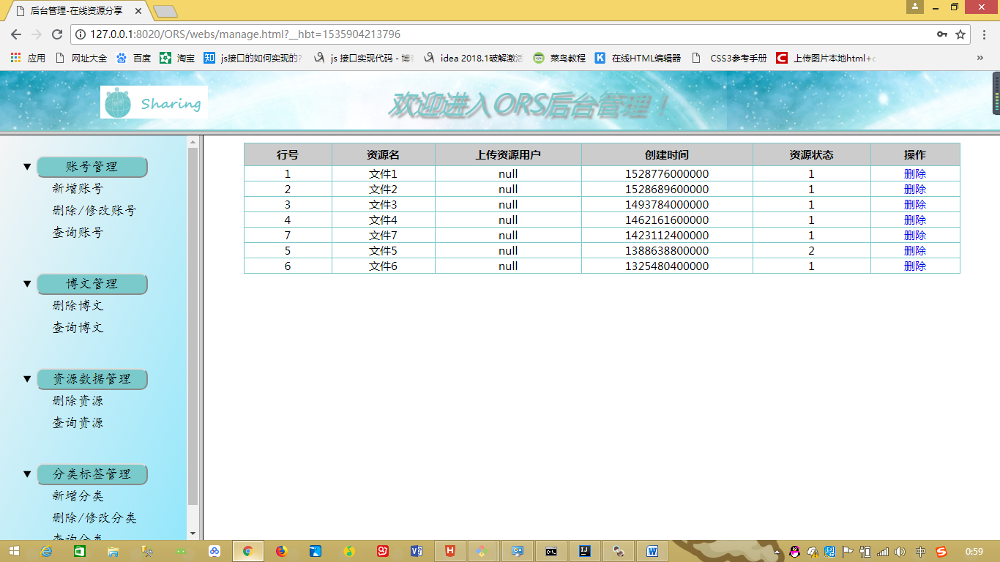 后台管理-在线资源分享
127.0.0.1:8020/ORS/webs/manage.html?__hbt=1535904213796
应用 网址大全 百度 淘宝 知 js接口的如何实现的? js 接口实现代码 - 博 idea 2018.1破解激活 菜鸟教程 K 在线HTML编辑器 CSS3参考手册 C 上传图片本地html+c »
Sharing 欢迎进入ORS后台管理！
账号管理
新增账号
删除/修改账号
查询账号
博文管理
删除博文
查询博文
资源数据管理
删除资源
查询资源
分类标签管理
新增分类
删除/修改分类
查询分类
行号 资源名 上传资源用户 创建时间 资源状态 操作
1 文件1 null 1528776000000 1 删除
2 文件2 null 1528689600000 1 删除
3 文件3 null 1493784000000 1 删除
4 文件4 null 1462161600000 1 删除
7 文件7 null 1423112400000 1 删除
5 文件5 null 1388638800000 2 删除
6 文件6 null 1325480400000 1 删除
中 0:59